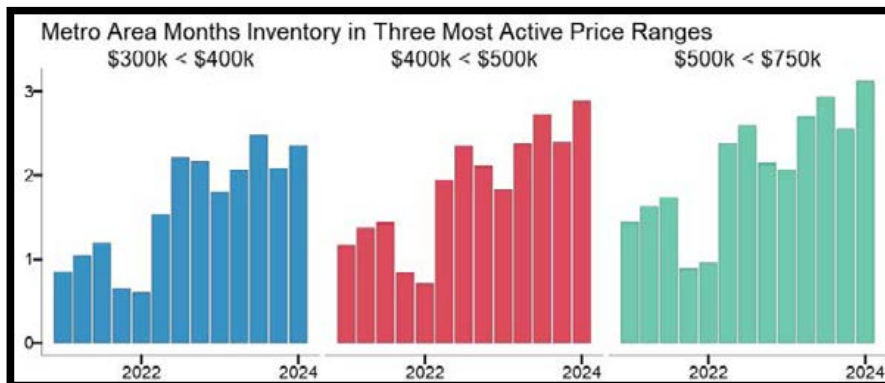 Metro Area Months Inventory in Three Most Active Price Ranges
$300k < $400k $400k < $500k $500k < $750k
3
2
1
0
2022 2024 2022 2024 2022 2024